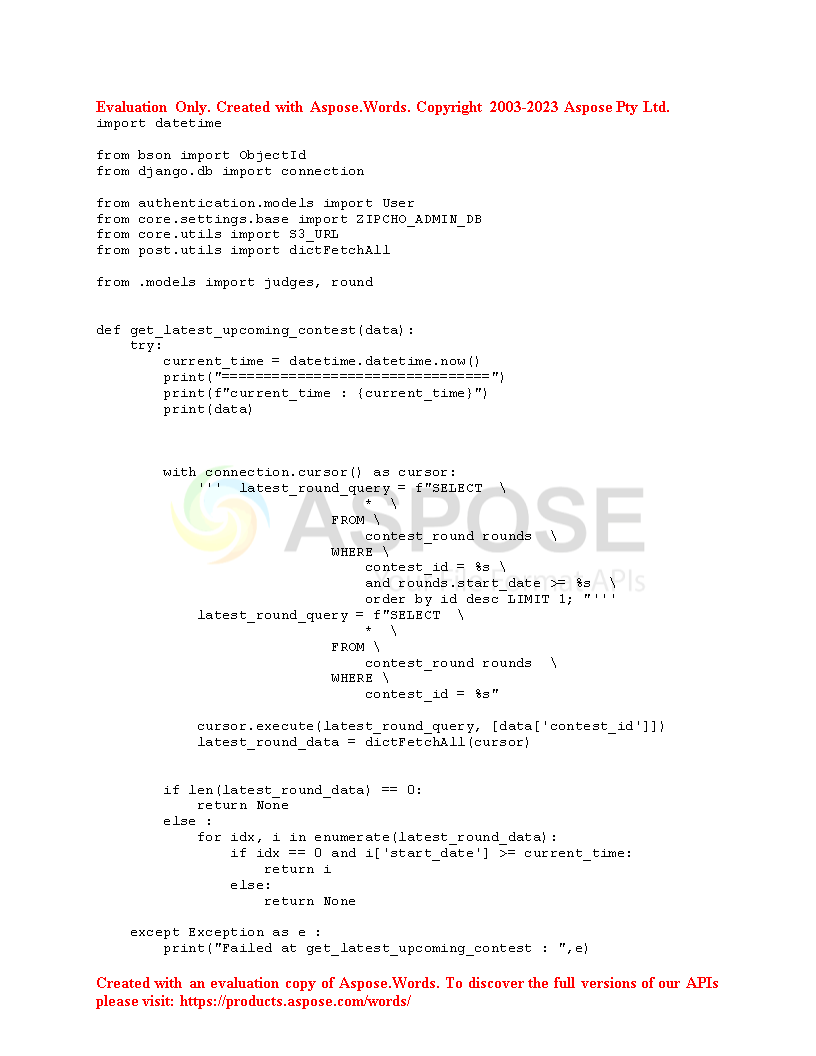 Evaluation Only. Created with Aspose.Words. Copyright 2003-2023 Aspose Pty Ltd.
import datetime
from bson import ObjectId
from django.db import connection
from authentication.models import User
from core.settings.base import ZIPCHO_ADMIN_DB
from core.utils import S3_URL
from post.utils import dictFetchAll
from .models import judges, round
def get_latest_upcoming_contest(data):
    try:
        current_time = datetime.datetime.now()
        print("================================")
        print(f"current_time : {current_time}")
        print(data)
        with connection.cursor() as cursor:
            '''  latest_round_query = f"SELECT  \
                                *  \
                            FROM \
                                contest_round rounds  \
                            WHERE \
                                contest_id = %s \
                                and rounds.start_date >= %s  \
                                order by id desc LIMIT 1; "'''
            latest_round_query = f"SELECT  \
                                *  \
                            FROM \
                                contest_round rounds  \
                            WHERE \
                                contest_id = %s"
            cursor.execute(latest_round_query, [data['contest_id']])
            latest_round_data = dictFetchAll(cursor)
        if len(latest_round_data) == 0:
            return None
        else :
            for idx, i in enumerate(latest_round_data):
                if idx == 0 and i['start_date'] >= current_time:
                    return i
                else:
                    return None
    except Exception as e :
        print("Failed at get_latest_upcoming_contest : ",e)
ASPOSE
Format APIs
Created with an evaluation copy of Aspose.Words. To discover the full versions of our APIs
please visit: https://products.aspose.com/words/